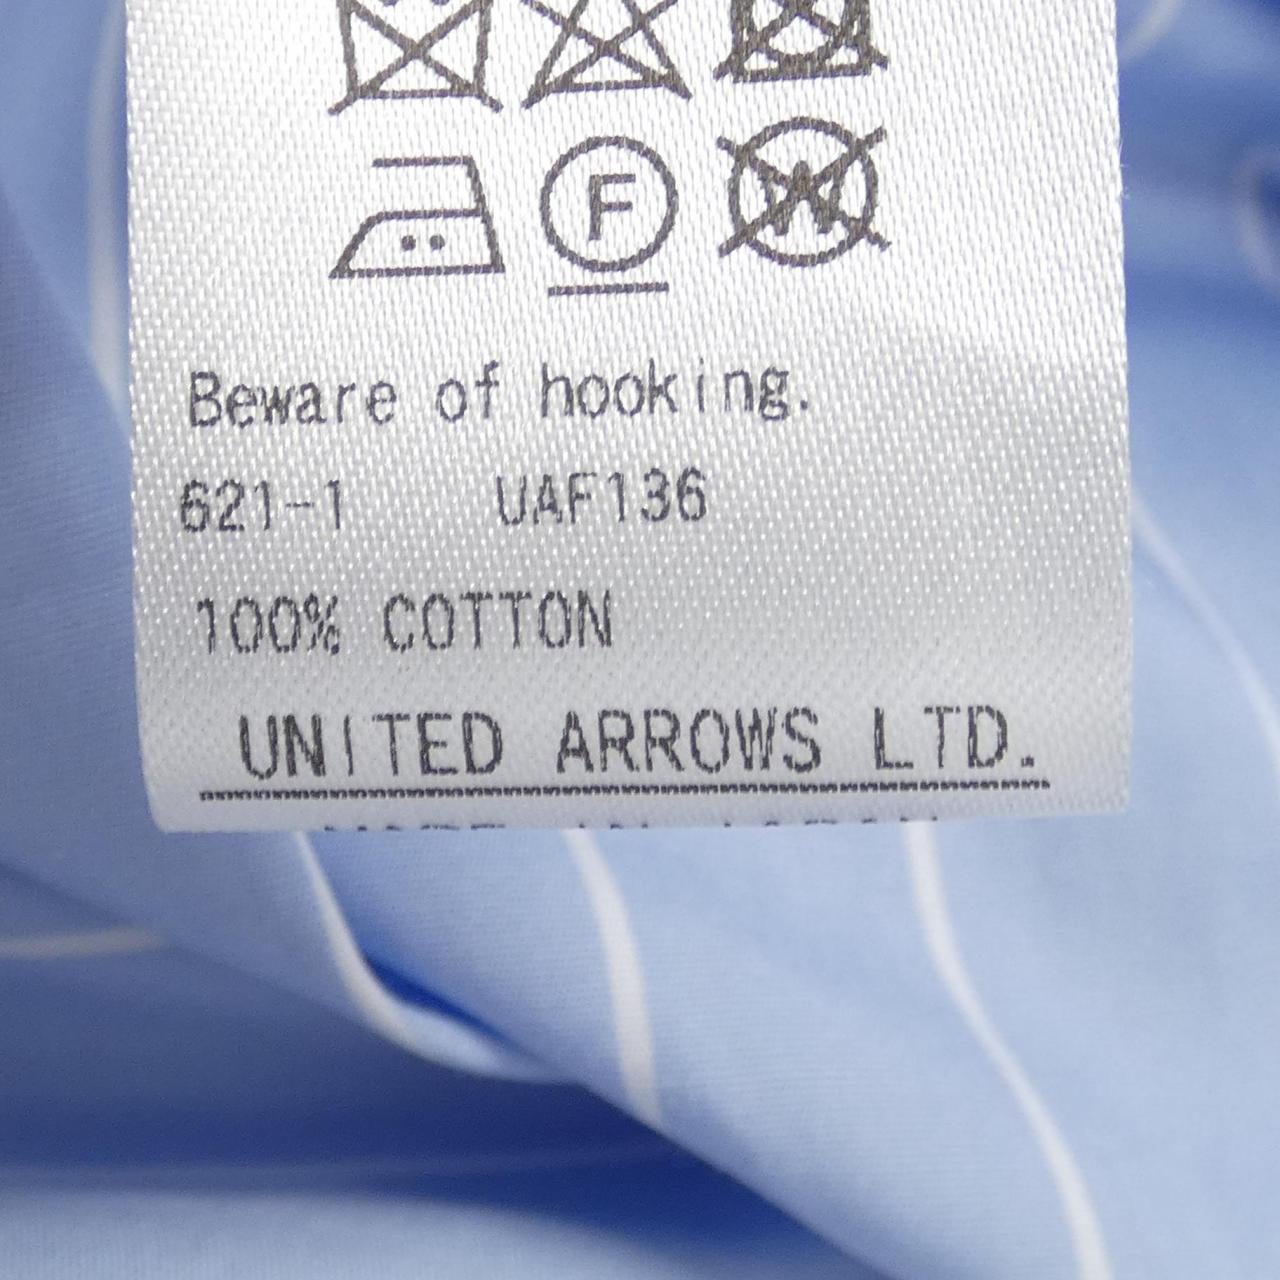 F W
Beware of hooking.
621-1 UAF136
100% COTTON
UNITED ARROWS LTD.